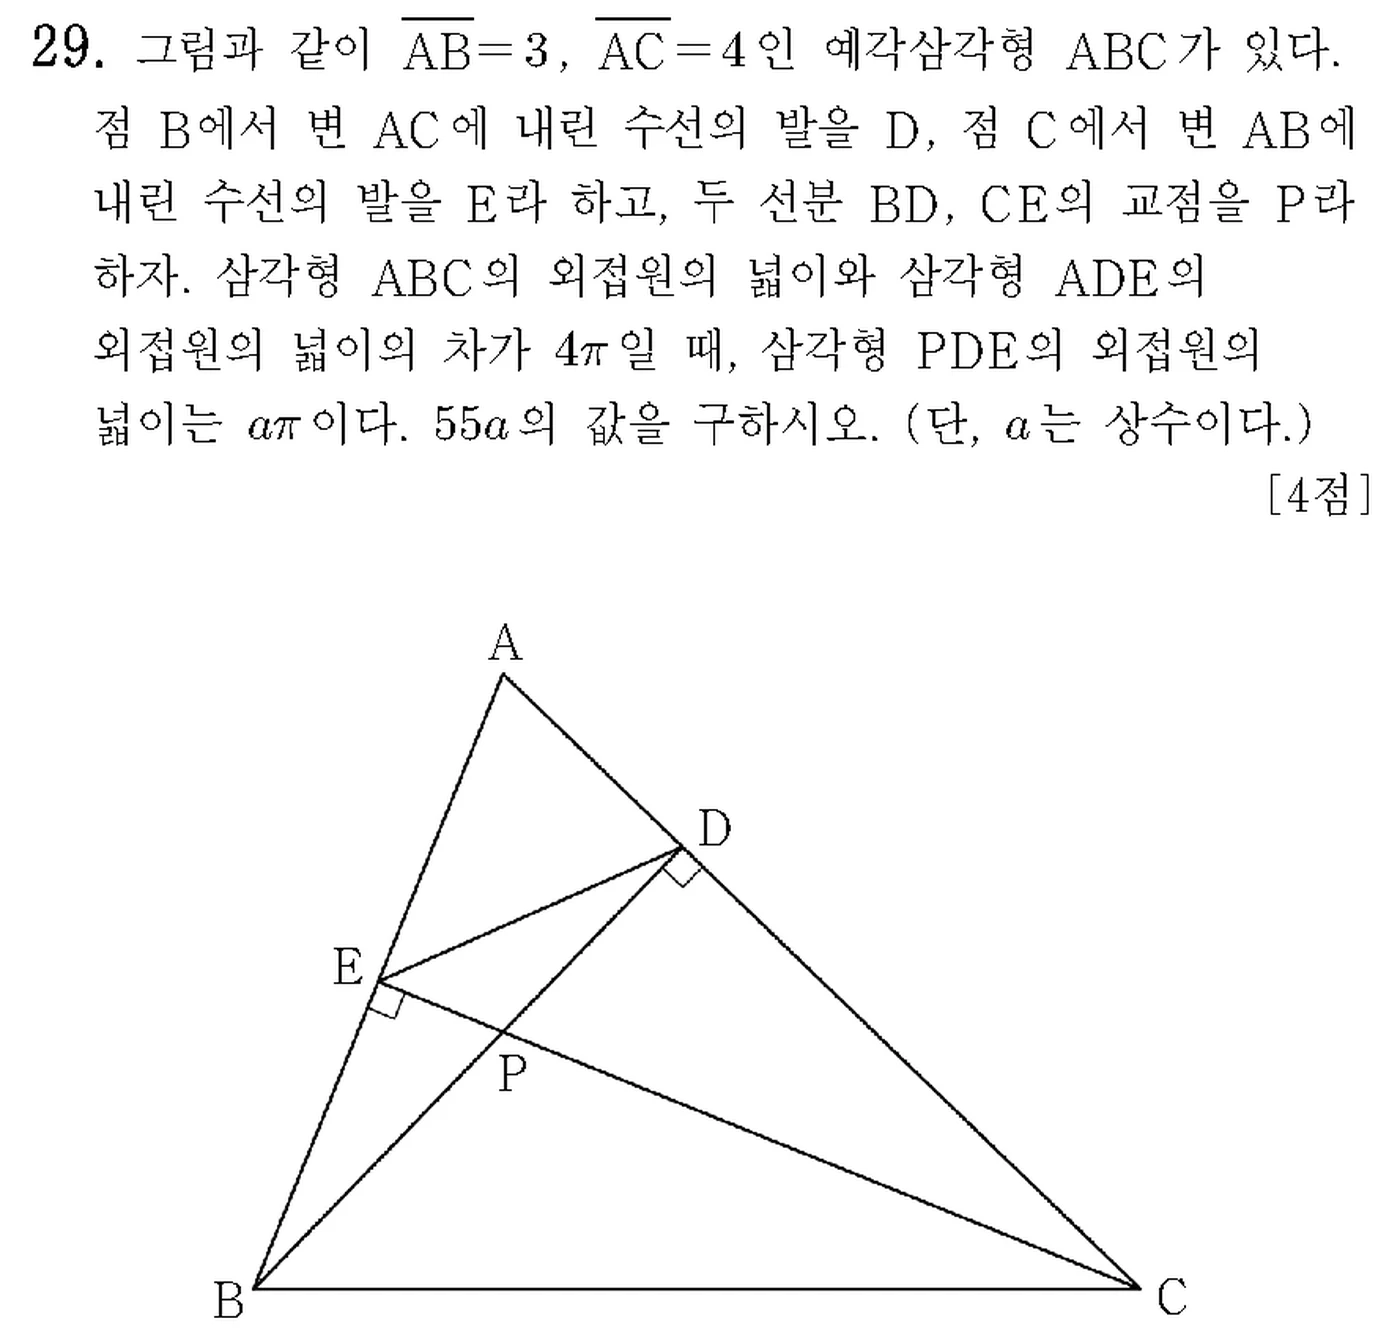 29. 그림과 같이 AB=3, AC=4인 예각삼각형 ABC가 있다.
점 B에서 변 AC에 내린 수선의 발을 D, 점 C에서 변 AB에
내린 수선의 발을 E라 하고, 두 선분 BD, CE의 교점을 P라
하자. 삼각형 ABC의 외접원의 넓이와 삼각형 ADE의
외접원의 넓이의 차가 4π일 때, 삼각형 PDE의 외접원의
넓이는 aπ이다. 55a의 값을 구하시오. (단, a는 상수이다.)
[4점]
A
D
E
P
B
C